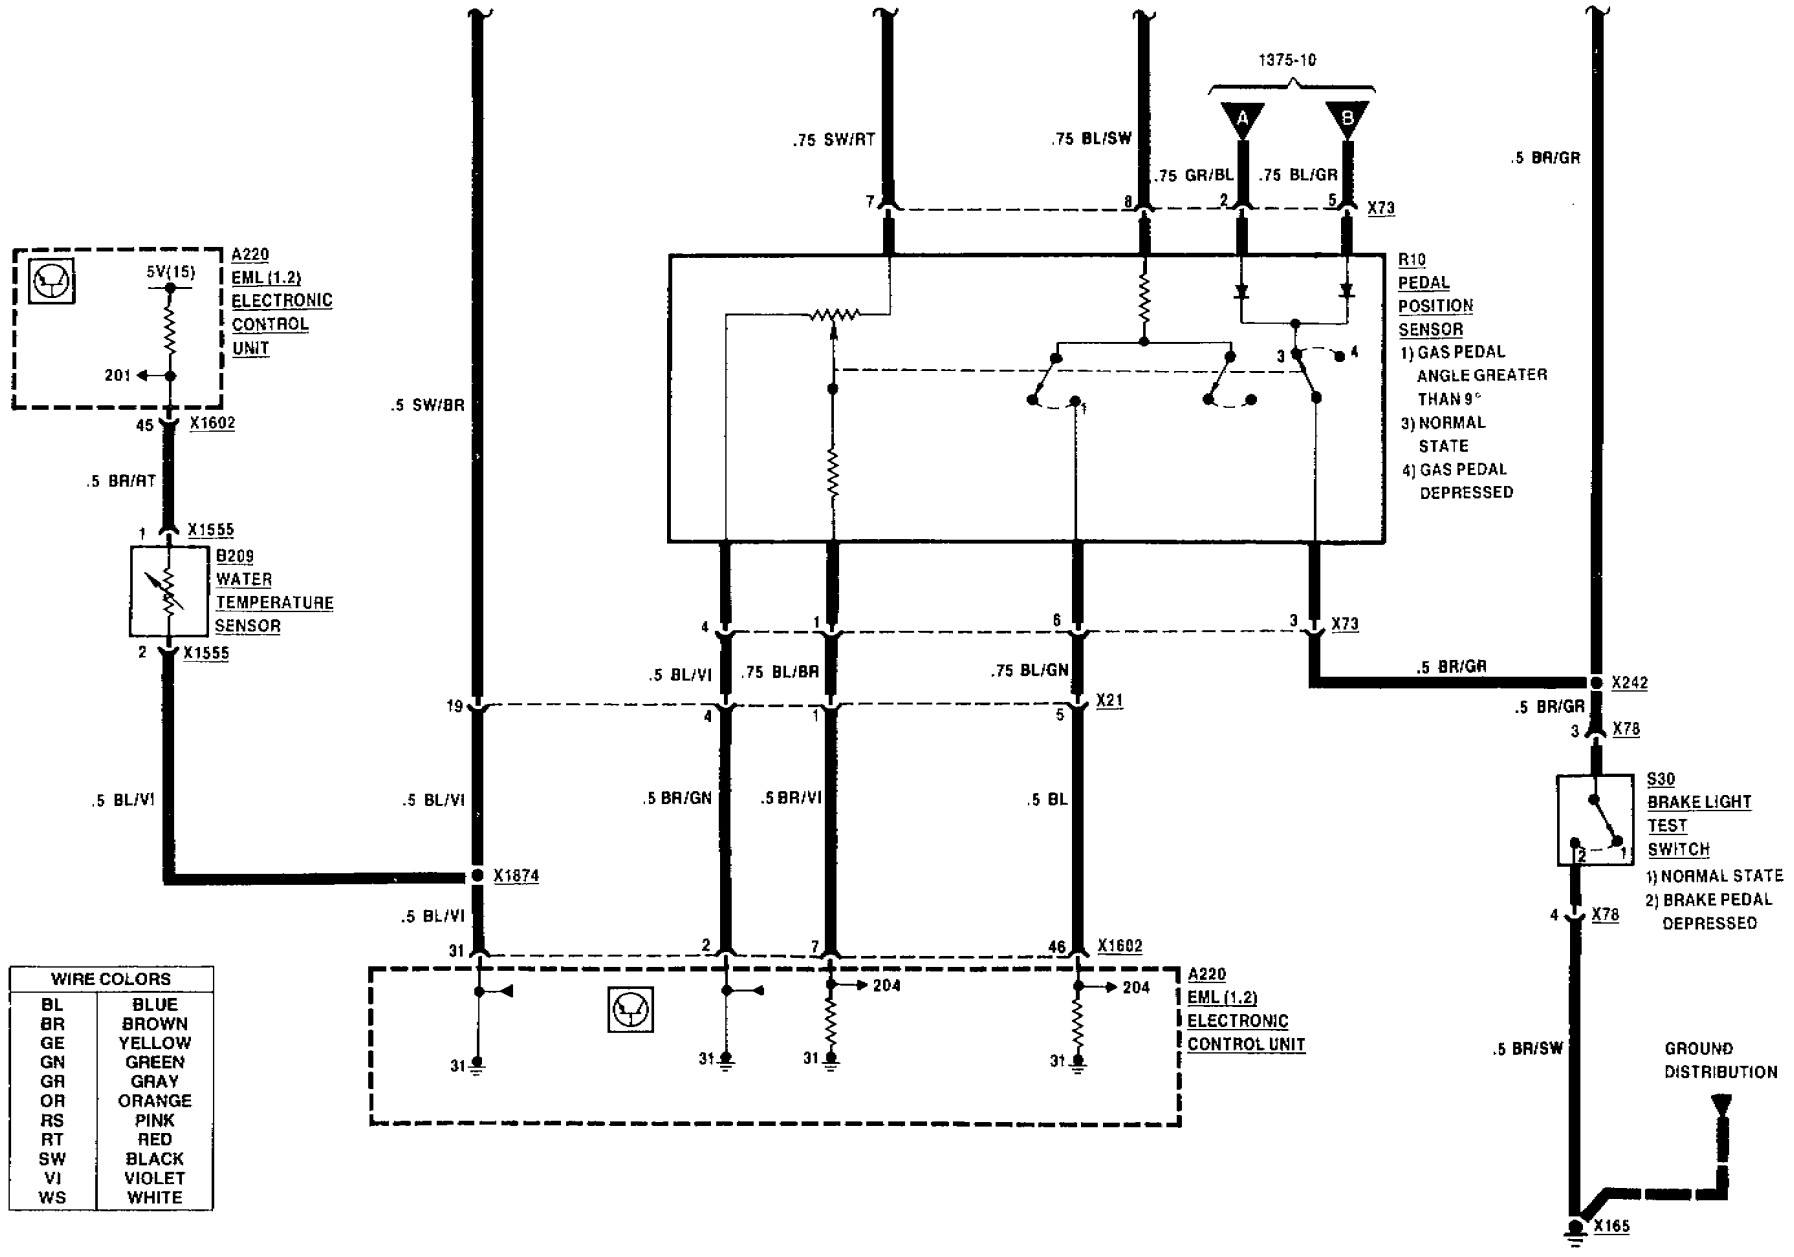 1375-10
A
B
.75 SW/RT
.75 BL/SW
.75 GR/BL
.75 BL/GR
.5 BR/GR
7
8
2
5
X73
A220
EML (1.2)
ELECTRONIC
CONTROL
UNIT
5V(15)
201
45
X1602
.5 BR/RT
1
X1555
B209
WATER
TEMPERATURE
SENSOR
2
X1555
.5 BL/VI
.5 SW/BR
R10
PEDAL
POSITION
SENSOR
1) GAS PEDAL
ANGLE GREATER
THAN 9°
3) NORMAL
STATE
4) GAS PEDAL
DEPRESSED
3
4
1
4
1
6
3
X73
.5 BL/VI
.75 BL/BR
.75 BL/GN
.5 BR/GR
X242
.5 BR/GR
19
4
1
5
X21
3
X78
.5 BL/VI
.5 BR/GN
.5 BR/VI
.5 BL
S30
BRAKE LIGHT
TEST
SWITCH
2
1
1) NORMAL STATE
2) BRAKE PEDAL
DEPRESSED
X1874
.5 BL/VI
4
X78
31
2
7
46
X1602
A220
EML (1.2)
ELECTRONIC
CONTROL UNIT
204
204
31
31
31
31
.5 BR/SW
GROUND
DISTRIBUTION
X165
WIRE COLORS
BL BLUE
BR BROWN
GE YELLOW
GN GREEN
GR GRAY
OR ORANGE
RS PINK
RT RED
SW BLACK
VI VIOLET
WS WHITE